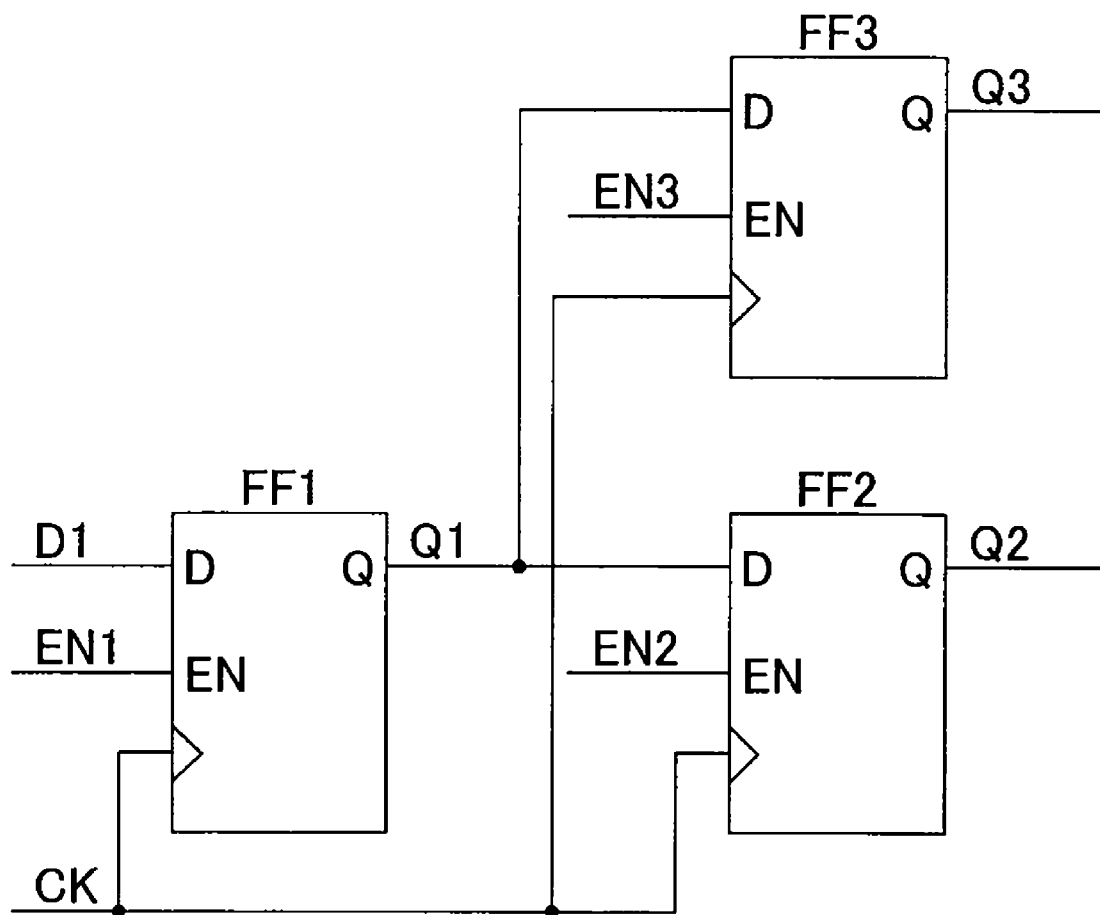 FF3
D Q Q3
EN3 EN
FF1 FF2
D1 D Q Q1 D Q Q2
EN1 EN EN2 EN
CK